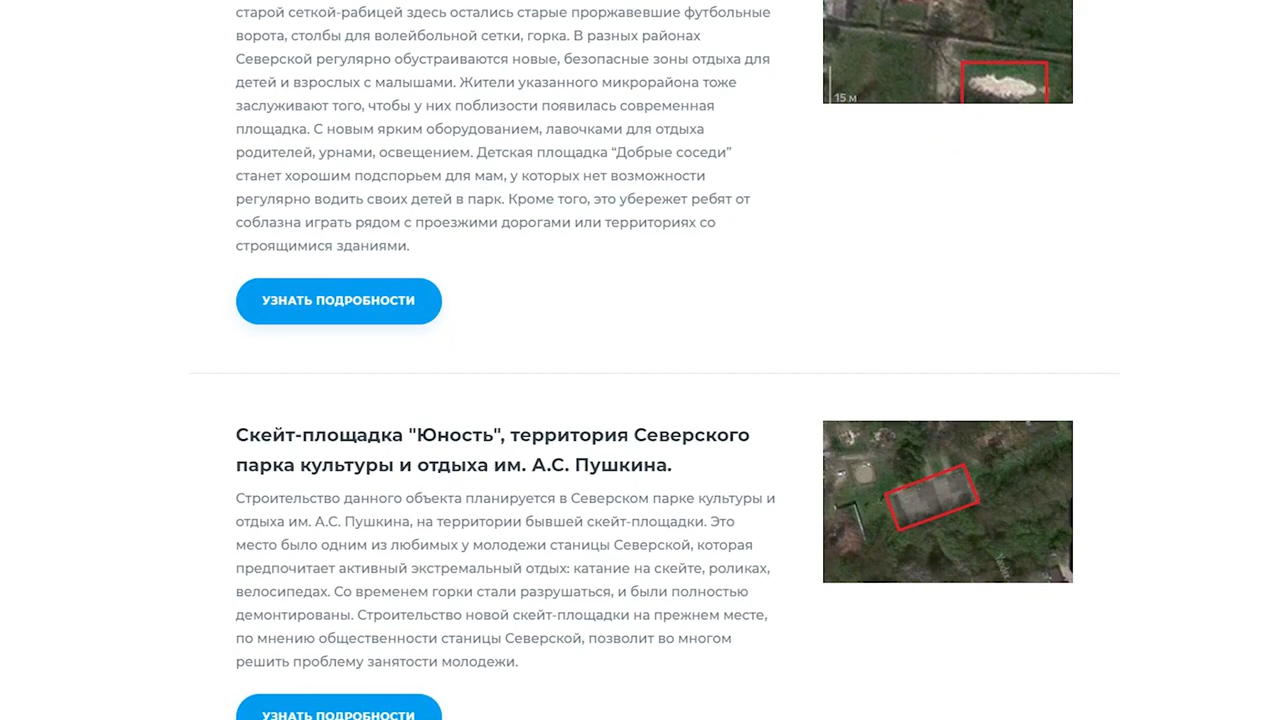 старой сеткой-рабицей здесь остались старые проржавевшие футбольные
ворота, столбы для волейбольной сетки, горка. В разных районах
Северской регулярно обустраиваются новые, безопасные зоны отдыха для
детей и взрослых с малышами. Жители указанного микрорайона тоже
заслуживают того, чтобы у них поблизости появилась современная
площадка. С новым ярким оборудованием, лавочками для отдыха
родителей, урнами, освещением. Детская площадка “Добрые соседи”
станет хорошим подспорьем для мам, у которых нет возможности
регулярно водить своих детей в парк. Кроме того, это убережет ребят от
соблазна играть рядом с проезжими дорогами или территориях со
строящимися зданиями.
15 м
УЗНАТЬ ПОДРОБНОСТИ
Скейт-площадка "Юность", территория Северского
парка культуры и отдыха им. А.С. Пушкина.
Строительство данного объекта планируется в Северском парке культуры и
отдыха им. А.С. Пушкина, на территории бывшей скейт-площадки. Это
место было одним из любимых у молодежи станицы Северской, которая
предпочитает активный экстремальный отдых: катание на скейте, роликах,
велосипедах. Со временем горки стали разрушаться, и были полностью
демонтированы. Строительство новой скейт-площадки на прежнем месте,
по мнению общественности станицы Северской, позволит во многом
решить проблему занятости молодежи.
УЗНАТЬ ПОДРОБНОСТИ